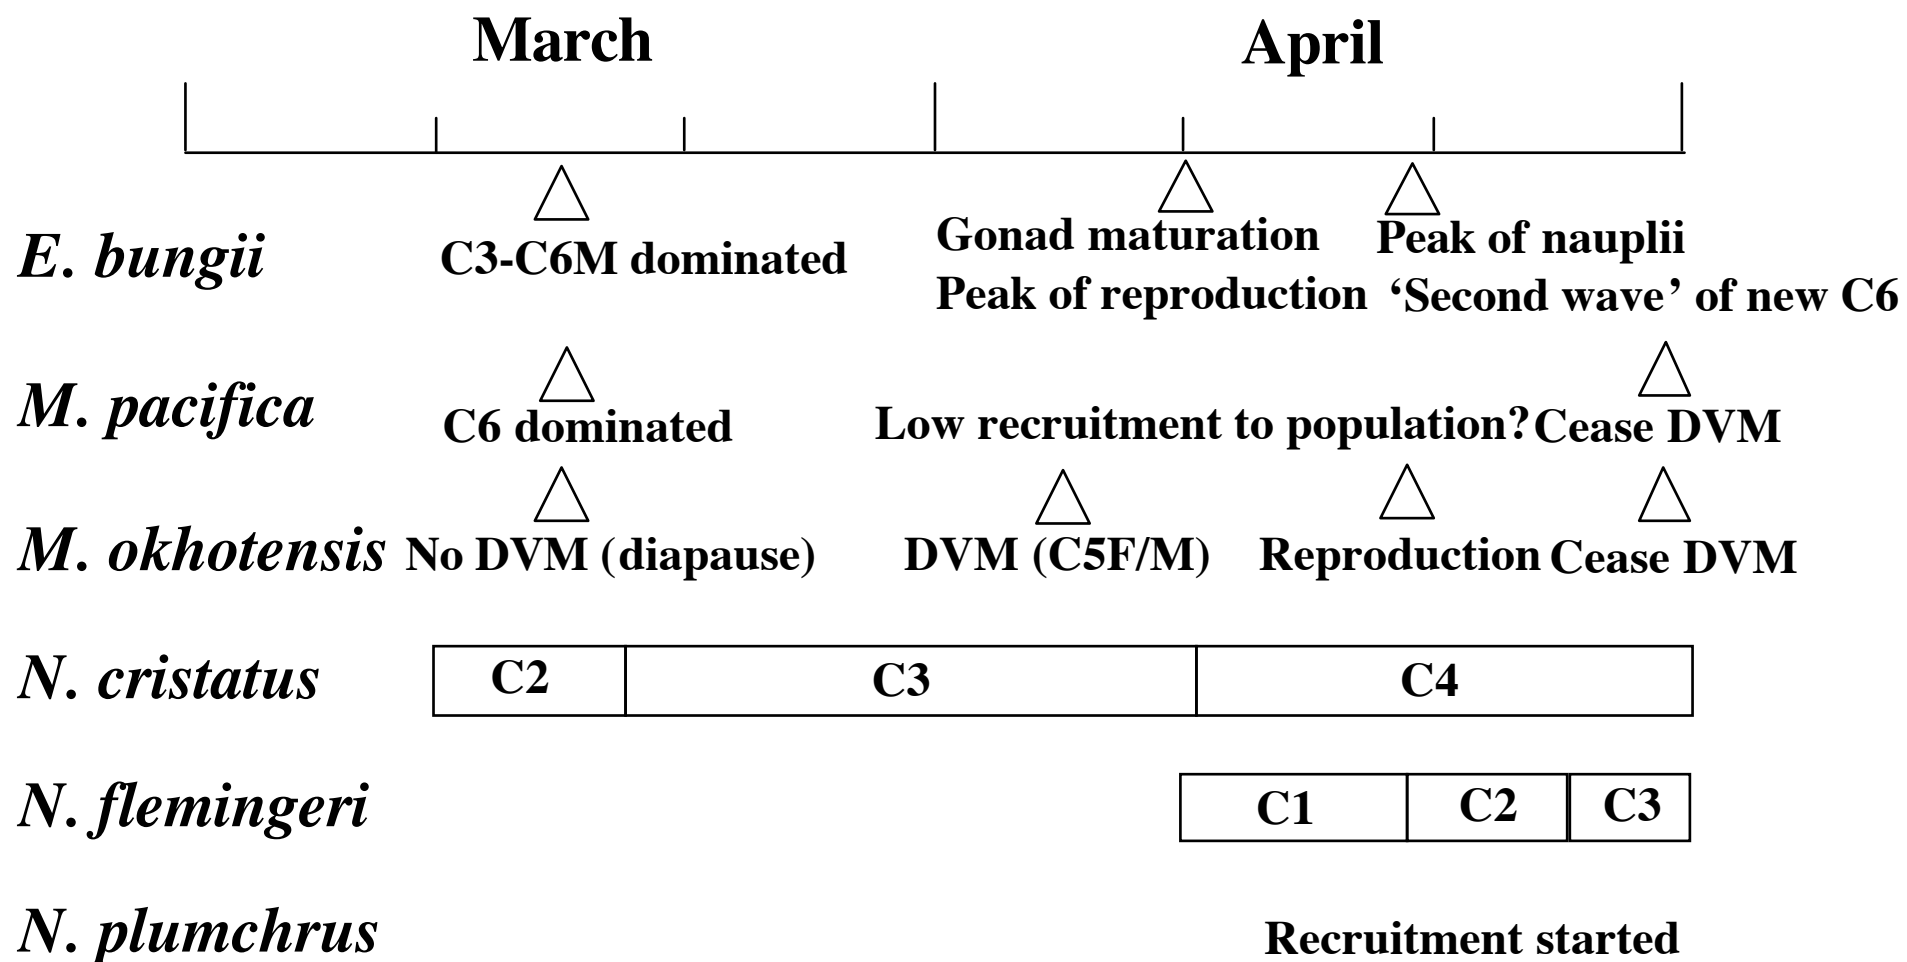 March April
E. bungii
C3-C6M dominated
Gonad maturation
Peak of reproduction
Peak of nauplii
‘Second wave’ of new C6
M. pacifica
C6 dominated
Low recruitment to population?
Cease DVM
M. okhotensis
No DVM (diapause)
DVM (C5F/M)
Reproduction
Cease DVM
N. cristatus
C2 C3 C4
N. flemingeri
C1 C2 C3
N. plumchrus
Recruitment started